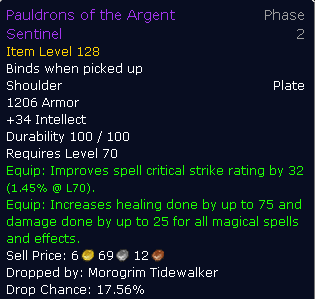 Pauldrons of the Argent Phase
Sentinel 2
Item Level 128
Binds when picked up
Shoulder Plate
1206 Armor
+34 Intellect
Durability 100 / 100
Requires Level 70
Equip: Improves spell critical strike rating by 32
(1.45% @ L70).
Equip: Increases healing done by up to 75 and
damage done by up to 25 for all magical spells
and effects.
Sell Price: 6 69 12
Dropped by: Morogrim Tidewalker
Drop Chance: 17.56%